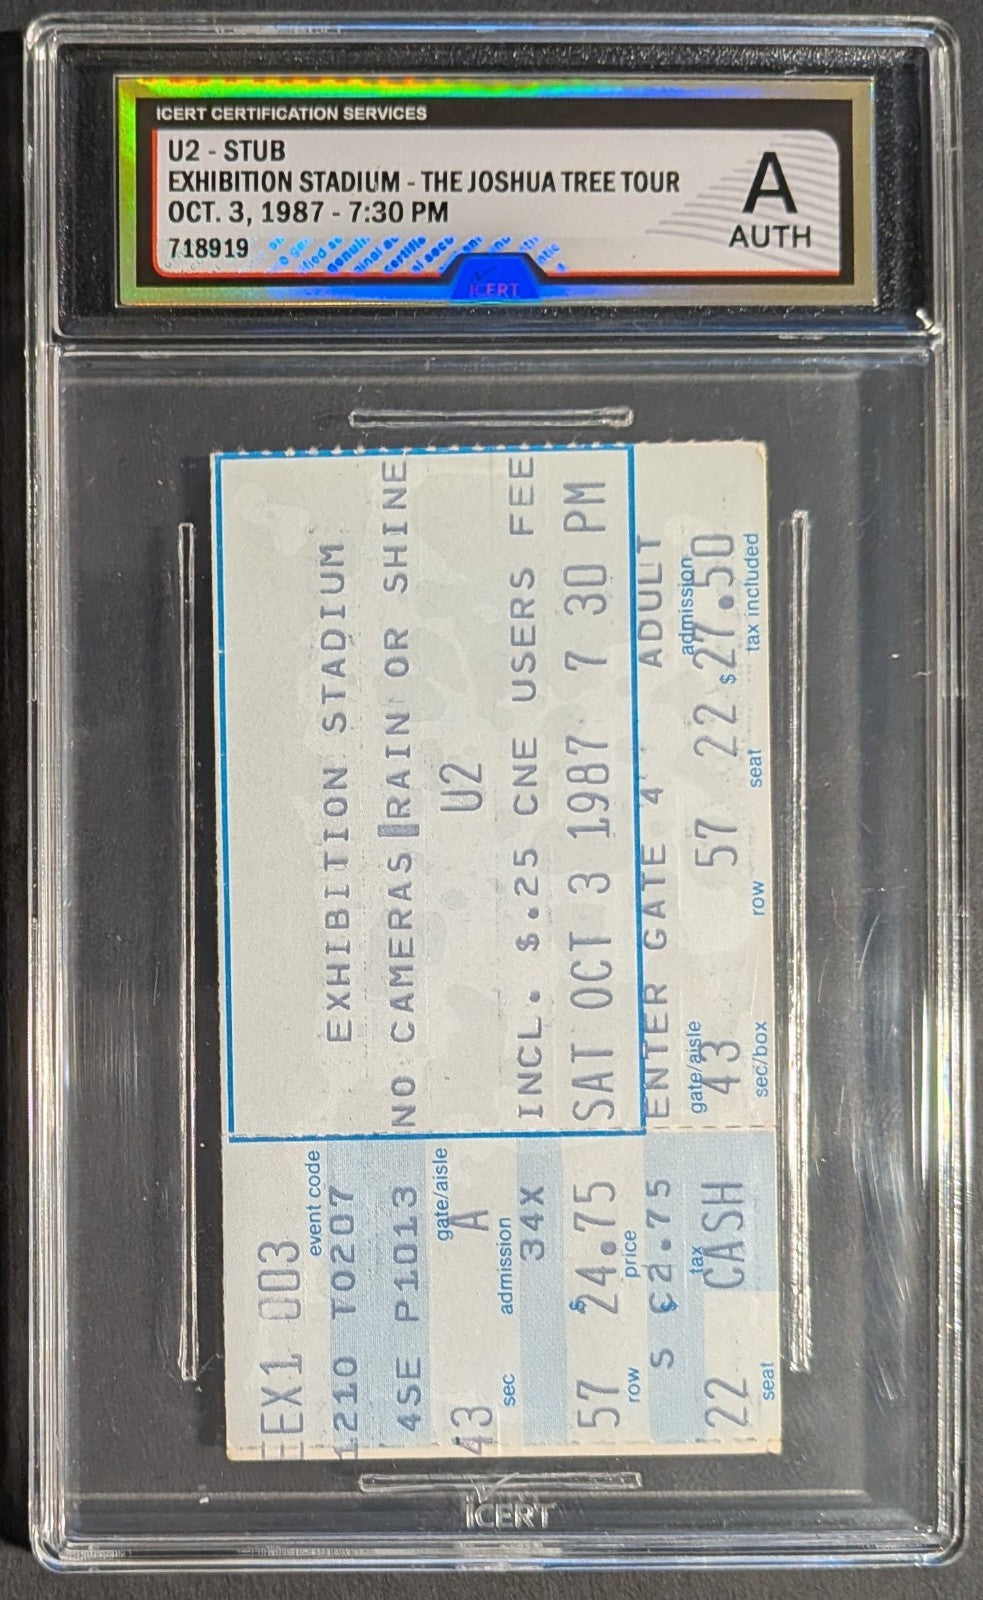 ICERT CERTIFICATION SERVICES
U2 - STUB
EXHIBITION STADIUM - THE JOSHUA TREE TOUR
OCT. 3, 1987 - 7:30 PM
718919
A
AUTH
ICERT
EX1 003
event code
1210 T0207
4SE P1013
gate/aisle
43 A
sec admission
34X
57 $24.75
row price
S C$2.75
tax
22 CASH
seat
EXHIBITION STADIUM
NO CAMERAS RAIN OR SHINE
U2
INCL. $.25 CNE USERS FEE
SAT OCT 3 1987 7 30 PM
ENTER GATE 4 ADULT
gate/aisle admission
43 57 22 $27.50
sec/box row seat tax included
iCERT